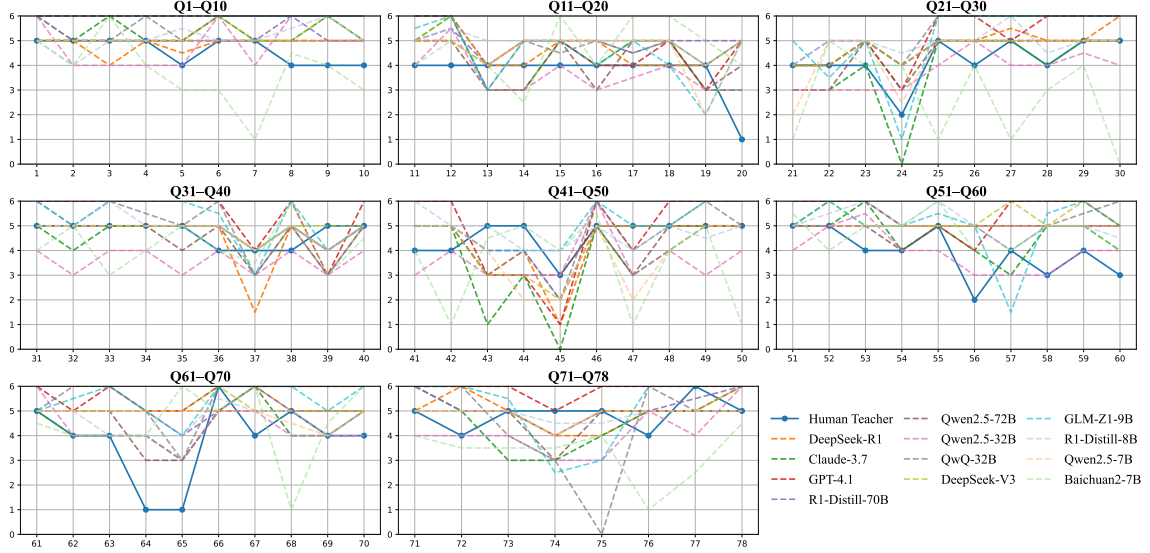 Q1–Q10
Q11–Q20
Q21–Q30
6
5
4
3
2
1
0
1 2 3 4 5 6 7 8 9 10
6
5
4
3
2
1
0
11 12 13 14 15 16 17 18 19 20
6
5
4
3
2
1
0
21 22 23 24 25 26 27 28 29 30
Q31–Q40
Q41–Q50
Q51–Q60
6
5
4
3
2
1
0
31 32 33 34 35 36 37 38 39 40
6
5
4
3
2
1
0
41 42 43 44 45 46 47 48 49 50
6
5
4
3
2
1
0
51 52 53 54 55 56 57 58 59 60
Q61–Q70
Q71–Q78
6
5
4
3
2
1
0
61 62 63 64 65 66 67 68 69 70
6
5
4
3
2
1
0
71 72 73 74 75 76 77 78
Human Teacher
DeepSeek-R1
Claude-3.7
GPT-4.1
R1-Distill-70B
Qwen2.5-72B
Qwen2.5-32B
QwQ-32B
DeepSeek-V3
GLM-Z1-9B
R1-Distill-8B
Qwen2.5-7B
Baichuan2-7B